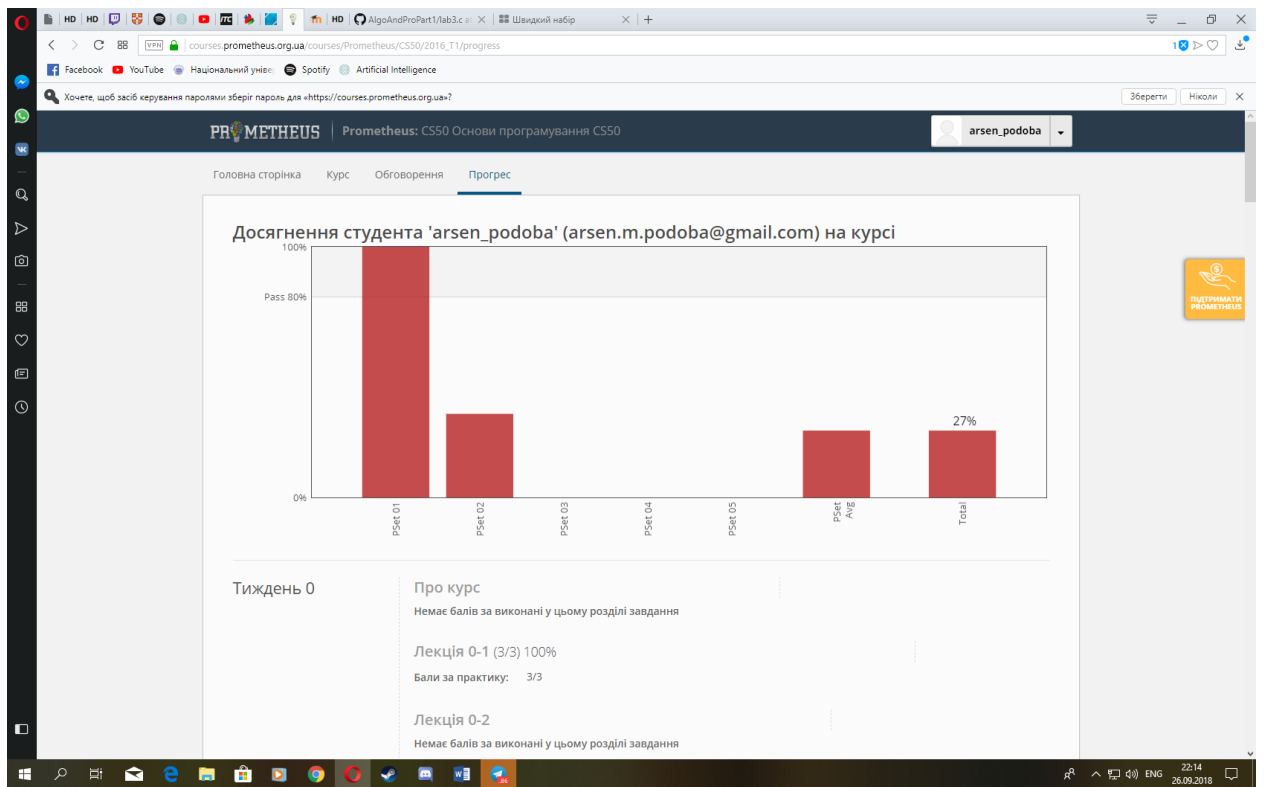 HD
HD
ITC
HD
AlgoAndProPart1/lab3.c at
Швидкий набір
VPN
courses.prometheus.org.ua/courses/Prometheus/CS50/2016_T1/progress
1
Facebook
YouTube
Національний уніве
Spotify
Artificial Intelligence
Хочете, щоб засіб керування паролями зберіг пароль для «https://courses.prometheus.org.ua»?
Зберегти
Ніколи
PROMETHEUS
Prometheus: CS50 Основи програмування CS50
arsen_podoba
Головна сторінка
Курс
Обговорення
Прогрес
Досягнення студента 'arsen_podoba' (arsen.m.podoba@gmail.com) на курсі
100%
Pass 80%
0%
27%
PSet 01
PSet 02
PSet 03
PSet 04
PSet 05
PSet
Avg
Total
ПІДТРИМАТИ
PROMETHEUS
Тиждень 0
Про курс
Немає балів за виконані у цьому розділі завдання
Лекція 0-1 (3/3) 100%
Бали за практику: 3/3
Лекція 0-2
Немає балів за виконані у цьому розділі завдання
ENG
22:14
26.09.2018